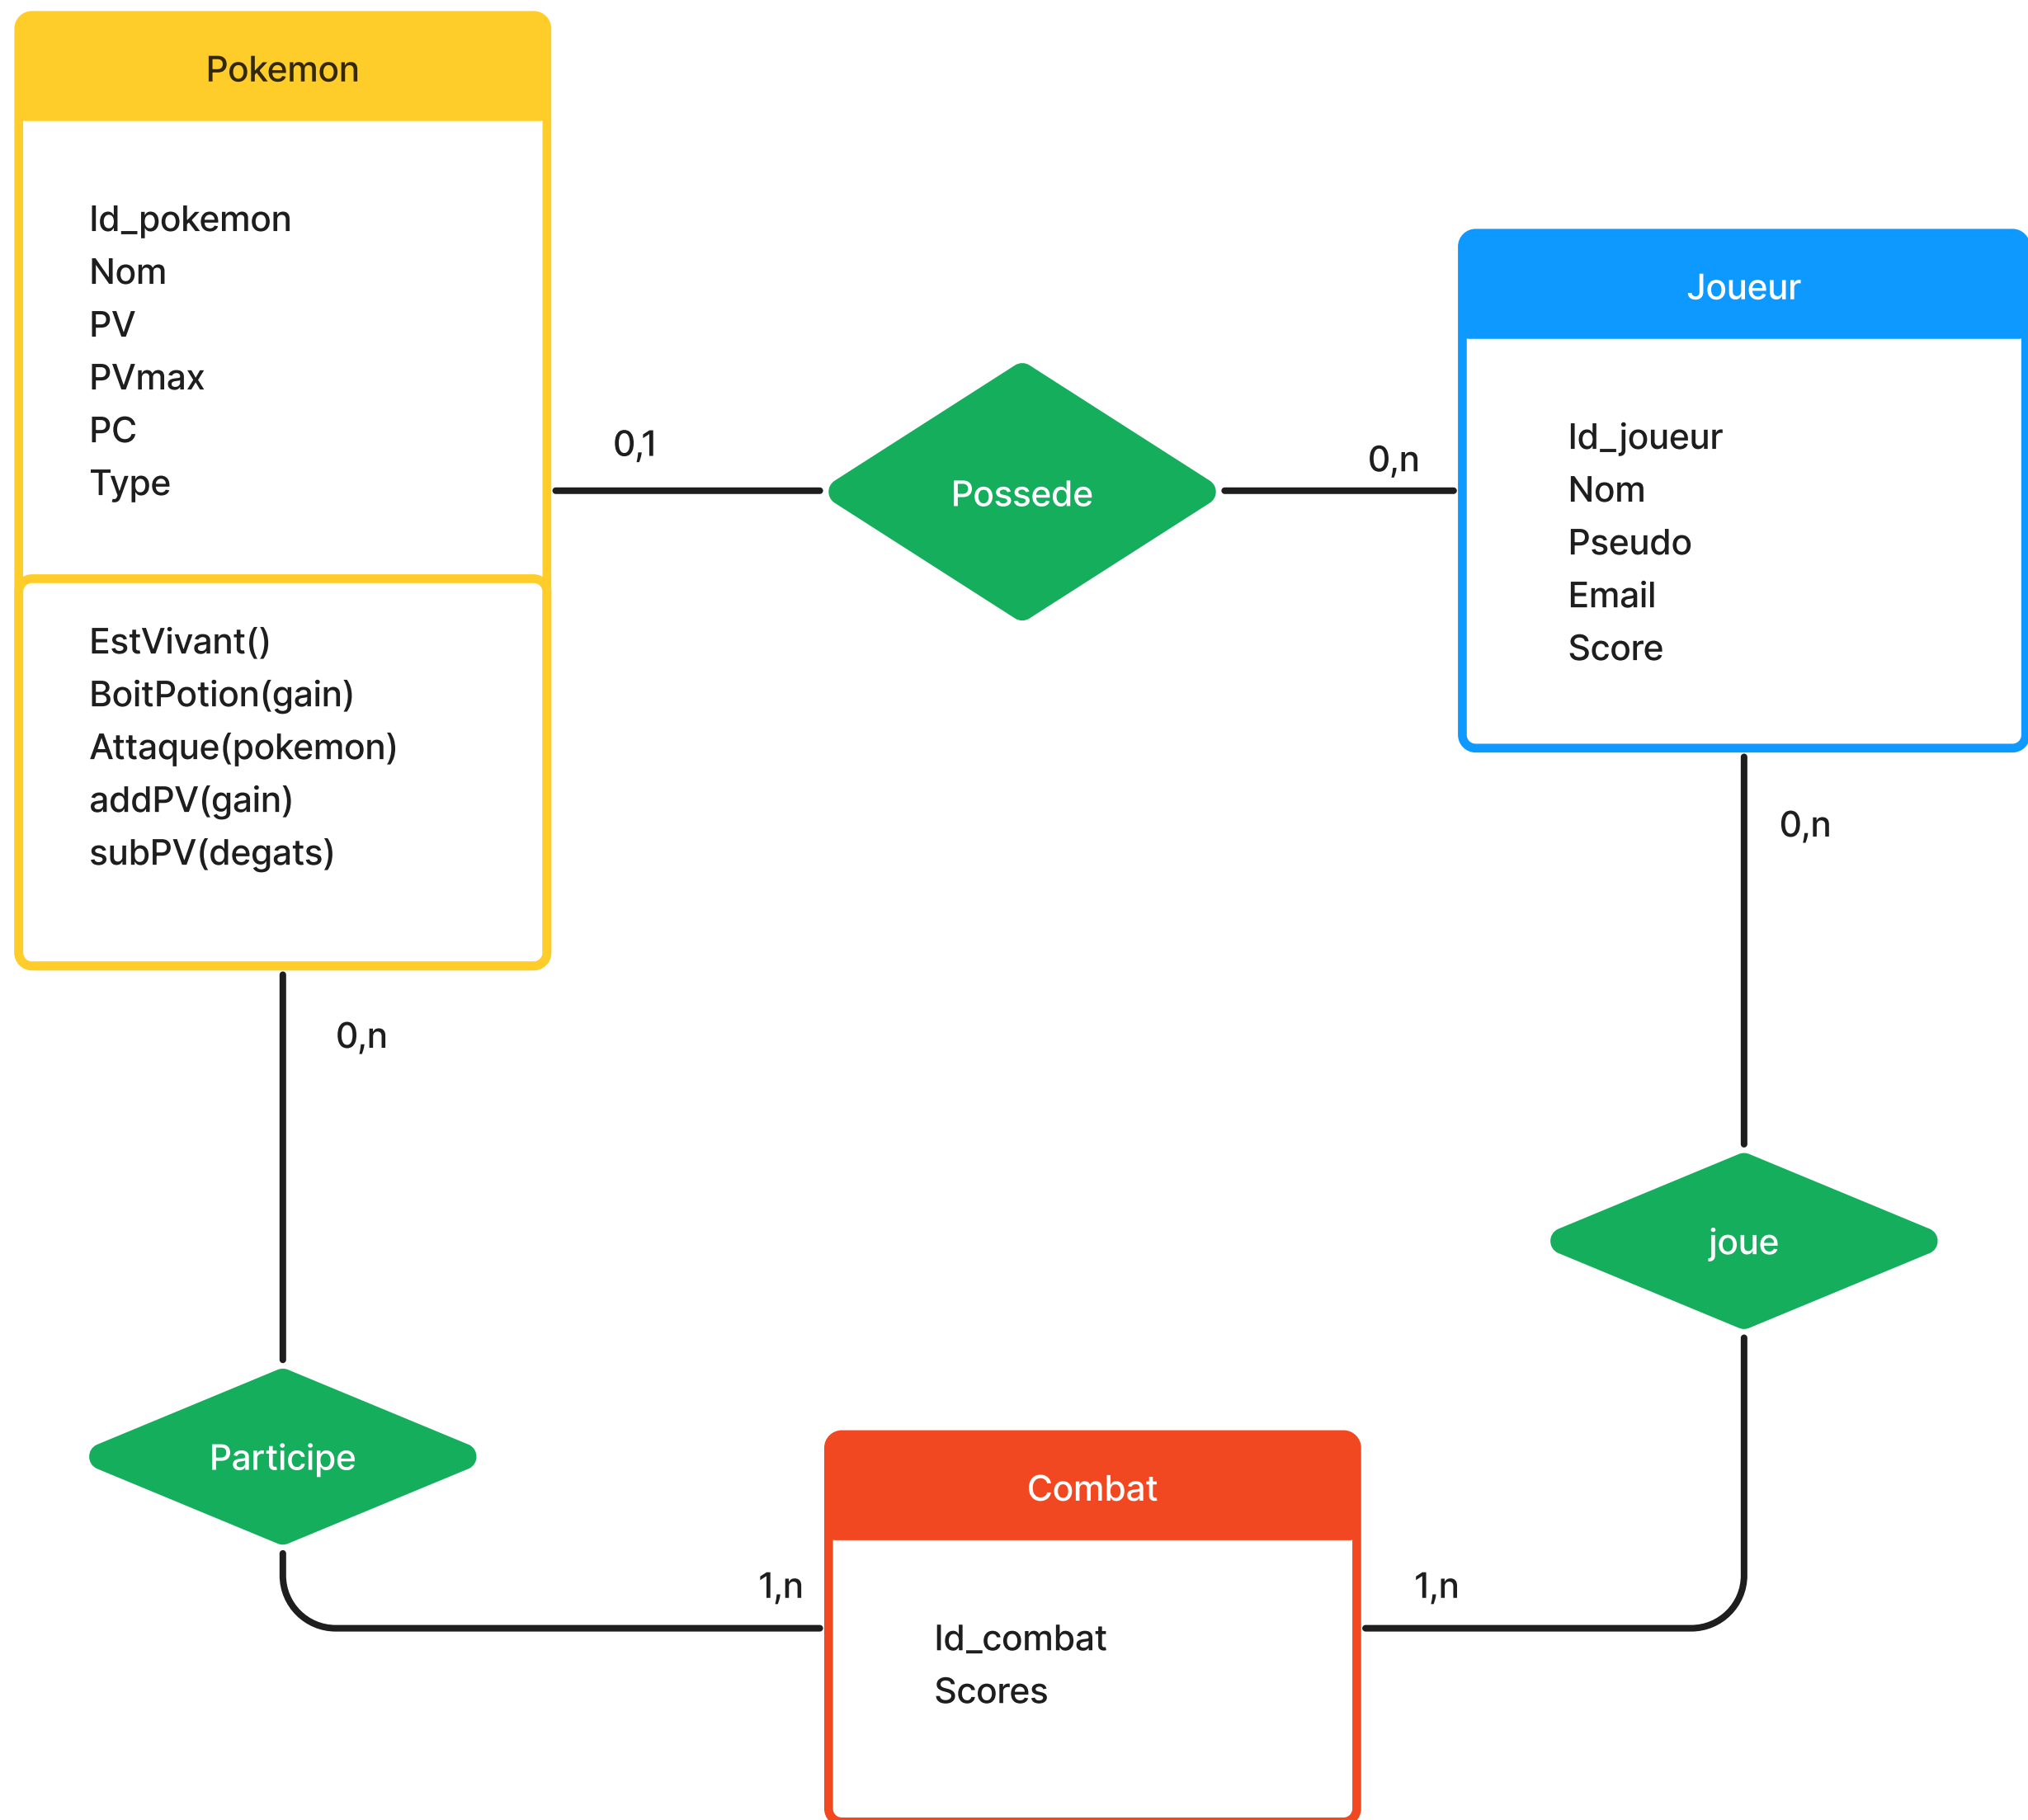 Pokemon
Id_pokemon
Nom
PV
PVmax
PC
Type
EstVivant()
BoitPotion(gain)
Attaque(pokemon)
addPV(gain)
subPV(degats)
0,1
Possede
0,n
Joueur
Id_joueur
Nom
Pseudo
Email
Score
0,n
0,n
joue
Participe
1,n
Combat
Id_combat
Scores
1,n